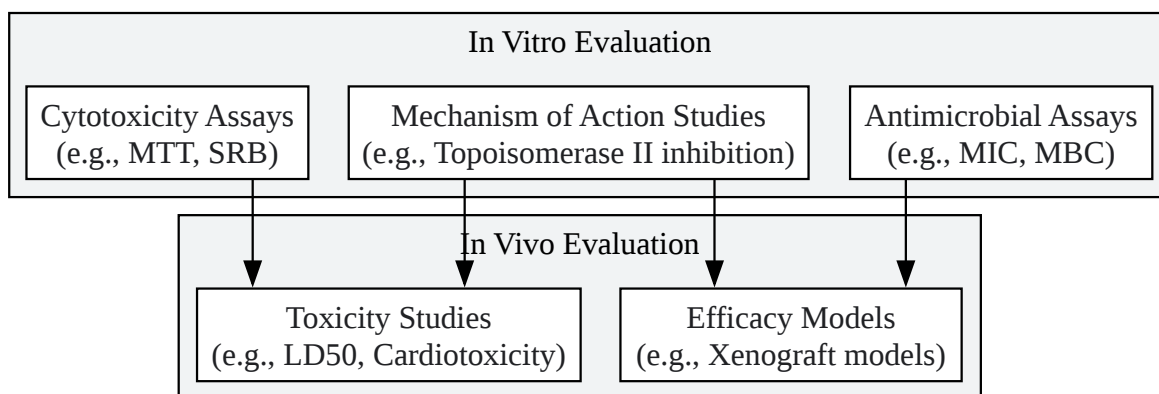 In Vitro Evaluation
Cytotoxicity Assays
(e.g., MTT, SRB)
Mechanism of Action Studies
(e.g., Topoisomerase II inhibition)
Antimicrobial Assays
(e.g., MIC, MBC)
In Vivo Evaluation
Toxicity Studies
(e.g., LD50, Cardiotoxicity)
Efficacy Models
(e.g., Xenograft models)